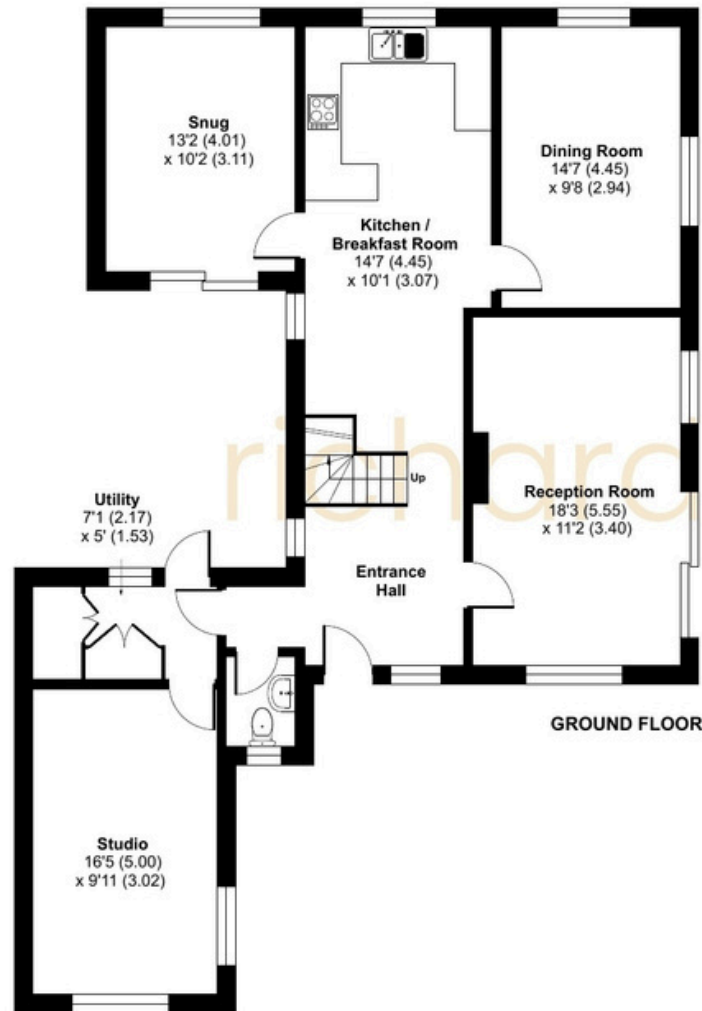 Snug
13'2 (4.01)
x 10'2 (3.11)
Dining Room
14'7 (4.45)
x 9'8 (2.94)
Kitchen /
Breakfast Room
14'7 (4.45)
x 10'1 (3.07)
richard
Up
Utility
7'1 (2.17)
x 5' (1.53)
Reception Room
18'3 (5.55)
x 11'2 (3.40)
Entrance
Hall
GROUND FLOOR
Studio
16'5 (5.00)
x 9'11 (3.02)